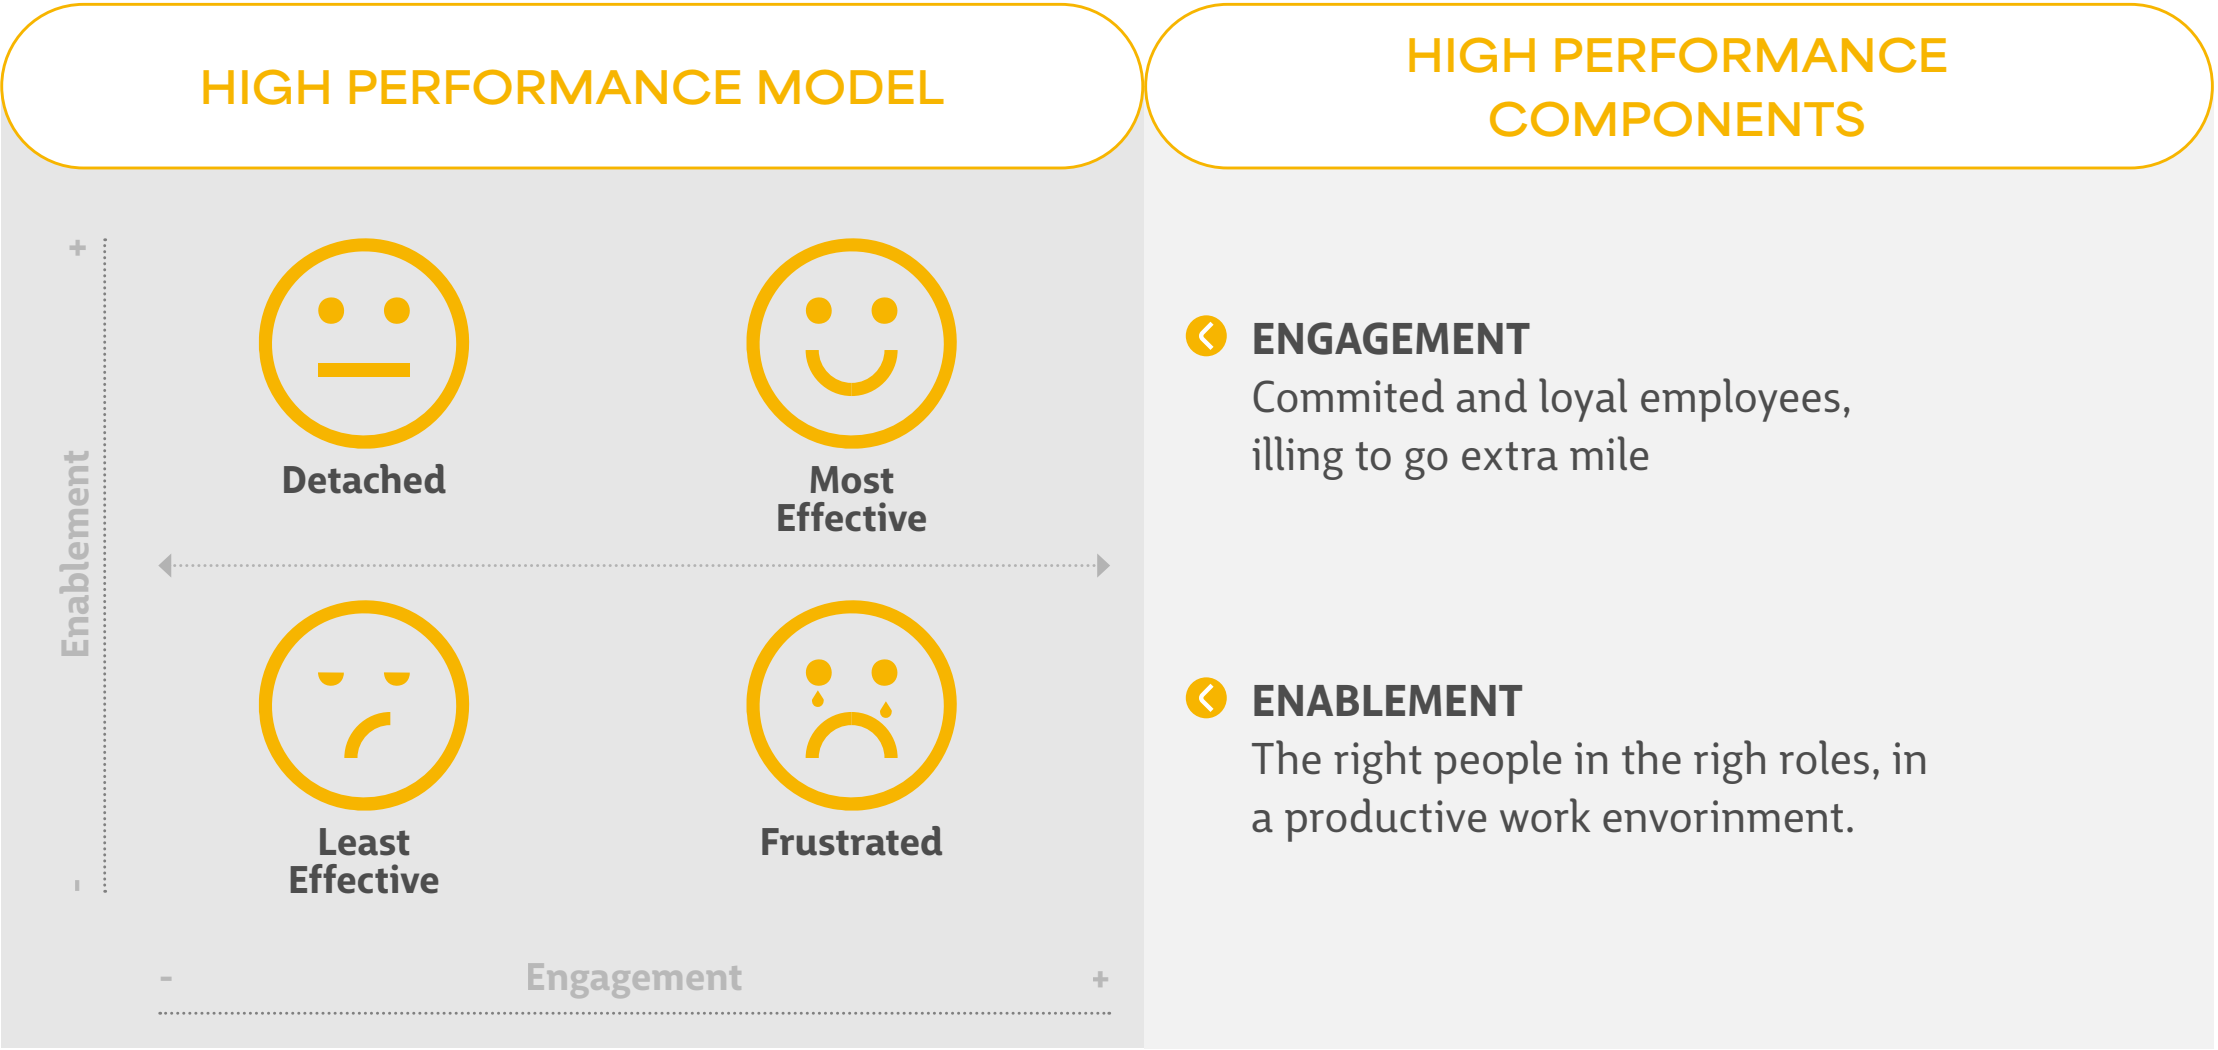 HIGH PERFORMANCE MODEL
HIGH PERFORMANCE
COMPONENTS
+
Enablement
-
Detached
Most
Effective
Least
Effective
Frustrated
-
Engagement
+
ENGAGEMENT
Commited and loyal employees,
illing to go extra mile
ENABLEMENT
The right people in the righ roles, in
a productive work envorinment.